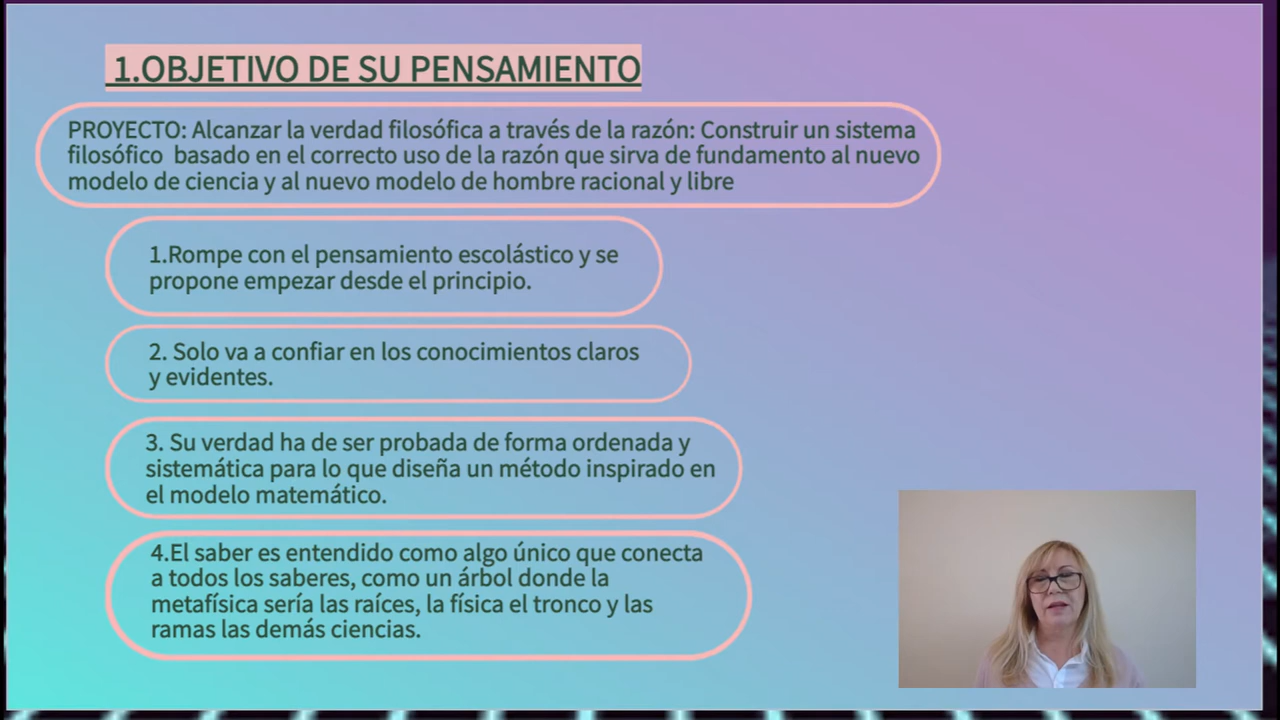 1.OBJETIVO DE SU PENSAMIENTO
PROYECTO: Alcanzar la verdad filosófica a través de la razón: Construir un sistema
filosófico basado en el correcto uso de la razón que sirva de fundamento al nuevo
modelo de ciencia y al nuevo modelo de hombre racional y libre
1.Rompe con el pensamiento escolástico y se
propone empezar desde el principio.
2. Solo va a confiar en los conocimientos claros
y evidentes.
3. Su verdad ha de ser probada de forma ordenada y
sistemática para lo que diseña un método inspirado en
el modelo matemático.
4.El saber es entendido como algo único que conecta
a todos los saberes, como un árbol donde la
metafísica sería las raíces, la física el tronco y las
ramas las demás ciencias.